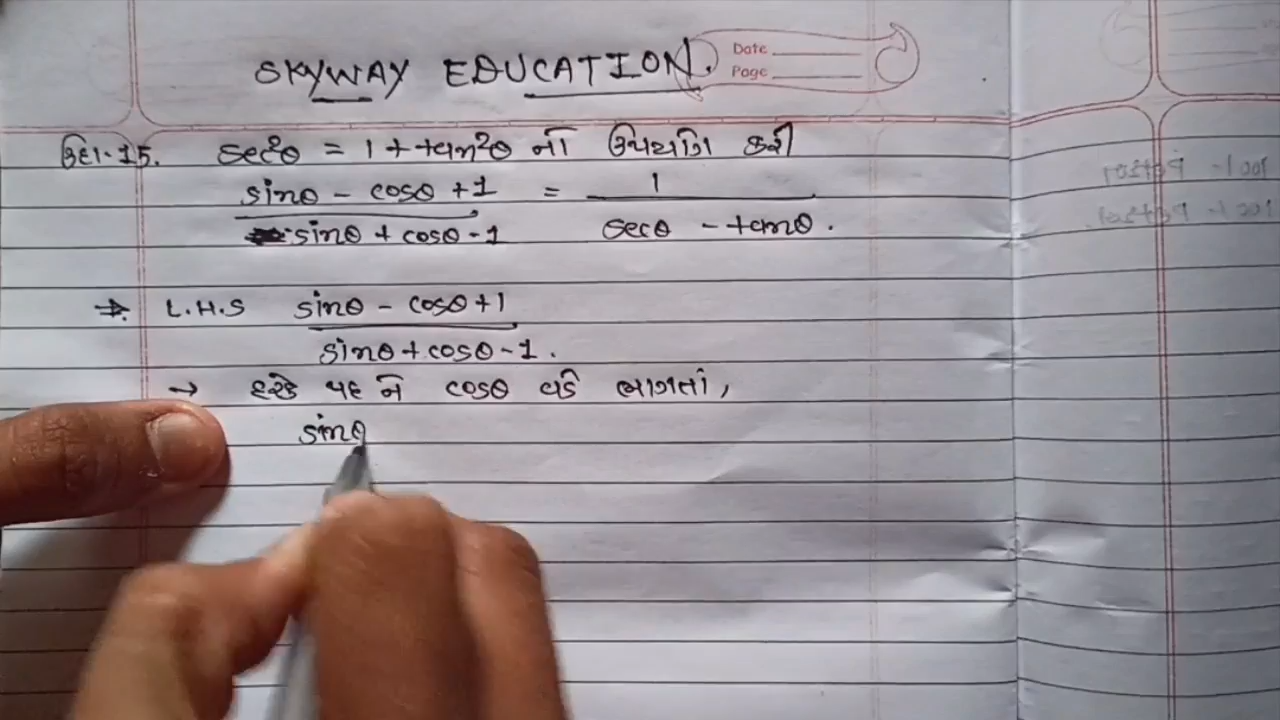 SKYWAY EDUCATION.
Date
Page
ઉદા-15. secθ² = 1 + tan²θ નો ઉપયોગ કરી
sinθ - cosθ + 1 = 1
sinθ + cosθ - 1 secθ - tanθ.
⇒ L.H.S sinθ - cosθ + 1
sinθ + cosθ - 1.
→ દરેક પદ ને cosθ વડે ભાગતાં,
sinθ